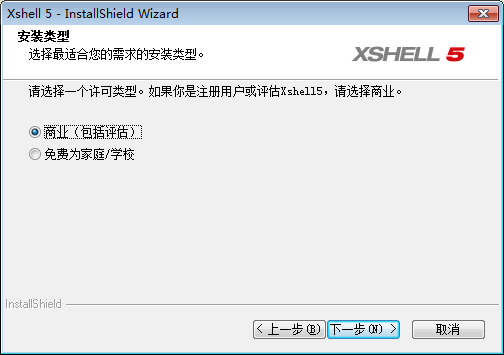 Xshell 5 - InstallShield Wizard
安装类型
选择最适合您的需求的安装类型。
XSHELL 5
请选择一个许可类型。如果你是注册用户或评估Xshell5，请选择商业。
商业（包括评估）
免费为家庭/学校
InstallShield
< 上一步(B)
下一步(N) >
取消